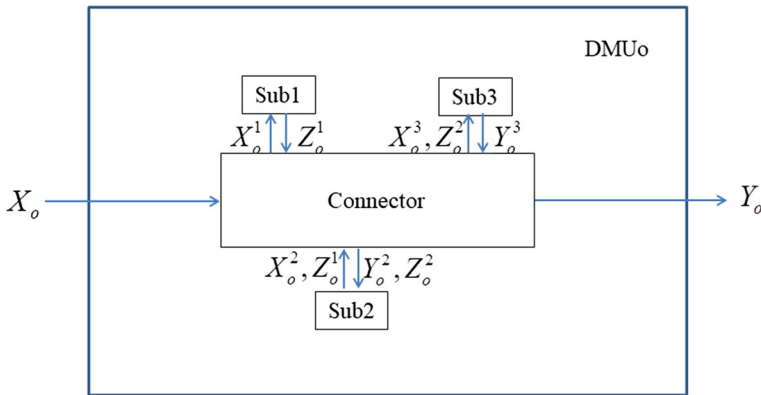 DMUo
Sub1
Sub3
X_o^1 Z_o^1
X_o^3, Z_o^2 Y_o^3
X_o
Connector
Y_o
X_o^2, Z_o^1 Y_o^2, Z_o^2
Sub2